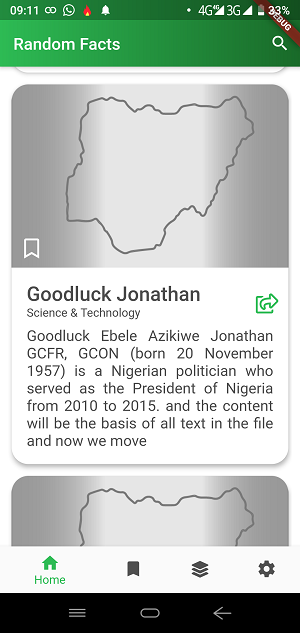 09:11 4G 4G 3G 23%
DEBUG
Random Facts
Goodluck Jonathan
Science & Technology
Goodluck Ebele Azikiwe Jonathan
GCFR, GCON (born 20 November
1957) is a Nigerian politician who
served as the President of Nigeria
from 2010 to 2015. and the content
will be the basis of all text in the file
and now we move
Home